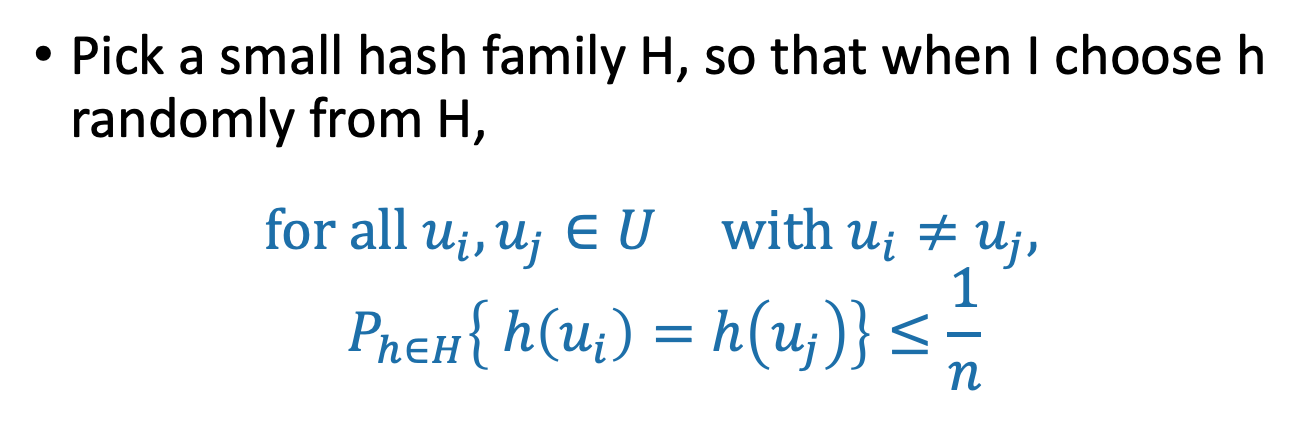 • Pick a small hash family H, so that when I choose h
randomly from H,
for all 𝑢ᵢ, 𝑢ⱼ ∈ 𝑈 with 𝑢ᵢ ≠ 𝑢ⱼ,
𝑃_{ℎ∈𝐻}{ ℎ(𝑢ᵢ) = ℎ(𝑢ⱼ)} ≤ 1/𝑛